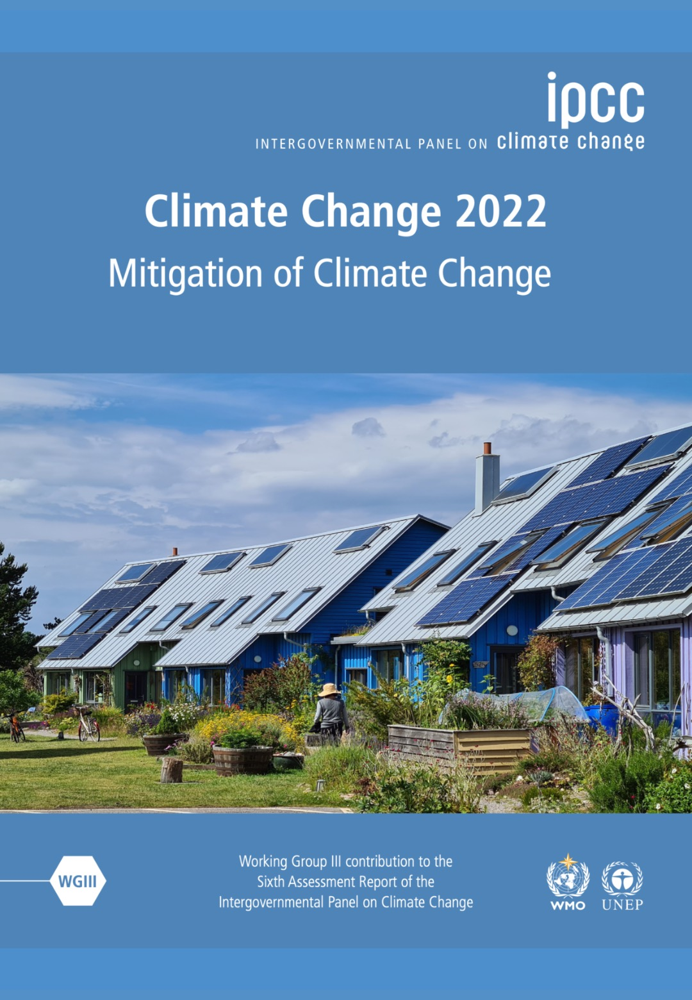 ipcc
INTERGOVERNMENTAL PANEL ON climate change
Climate Change 2022
Mitigation of Climate Change
WGIII
Working Group III contribution to the
Sixth Assessment Report of the
Intergovernmental Panel on Climate Change
WMO
UNEP